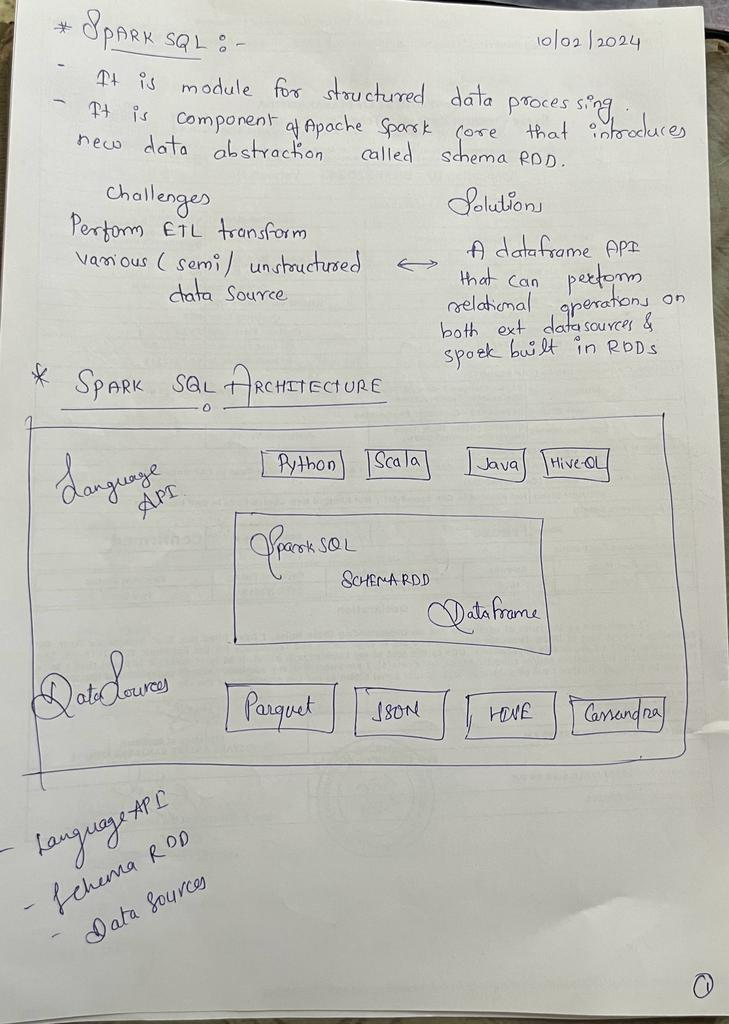 * SPARK SQL :-
10/02/2024
- It is module for structured data processing.
- It is component of Apache Spark core that introduces
new data abstraction called schema RDD.
Challenges
Perform ETL transform
various (semi/ unstructured
data source
↔
Solutions
A dataframe API
that can perform
relational operations on
both ext datasources &
spark built in RDDs
* SPARK SQL ARCHITECTURE
Language
API
Python Scala Java Hive-QL
Spark SQL
SCHEMARDD
DataFrame
Data Sources
Parquet JSON HIVE Cassandra
- Language API
- Schema RDD
- Data Sources
1